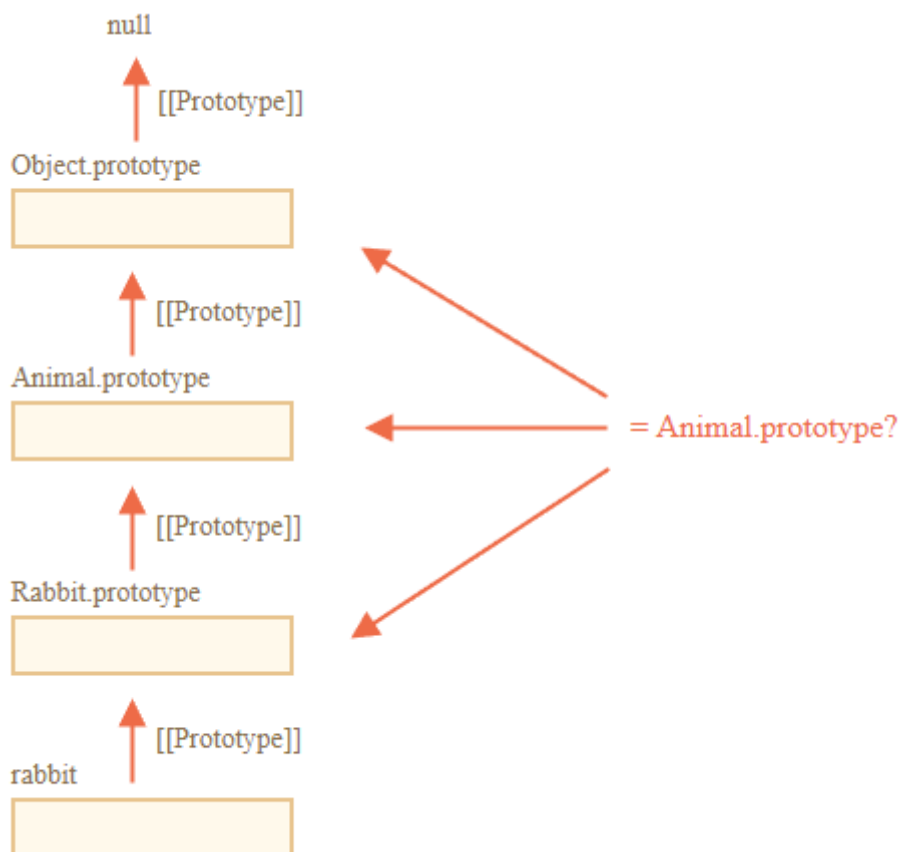 null
[[Prototype]]
Object.prototype
[[Prototype]]
Animal.prototype
= Animal.prototype?
[[Prototype]]
Rabbit.prototype
[[Prototype]]
rabbit